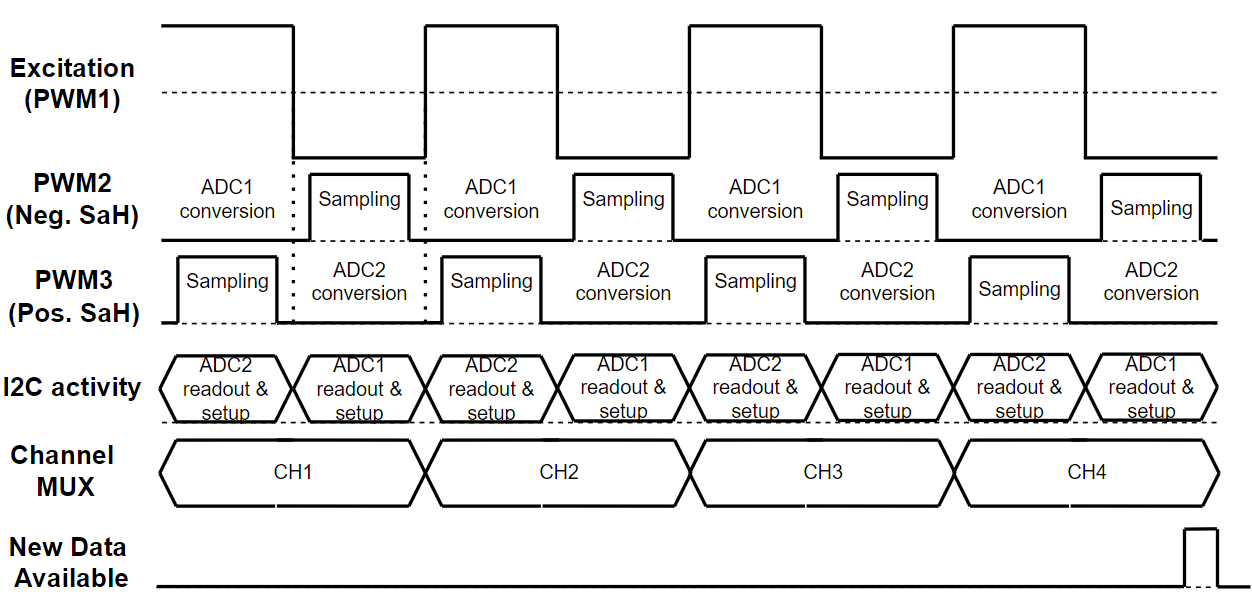 Excitation
(PWM1)
PWM2
(Neg. SaH)
ADC1
conversion
Sampling
ADC1
conversion
Sampling
ADC1
conversion
Sampling
ADC1
conversion
Sampling
PWM3
(Pos. SaH)
Sampling
ADC2
conversion
Sampling
ADC2
conversion
Sampling
ADC2
conversion
Sampling
ADC2
conversion
I2C activity
ADC2
readout &
setup
ADC1
readout &
setup
ADC2
readout &
setup
ADC1
readout &
setup
ADC2
readout &
setup
ADC1
readout &
setup
ADC2
readout &
setup
ADC1
readout &
setup
Channel
MUX
CH1
CH2
CH3
CH4
New Data
Available